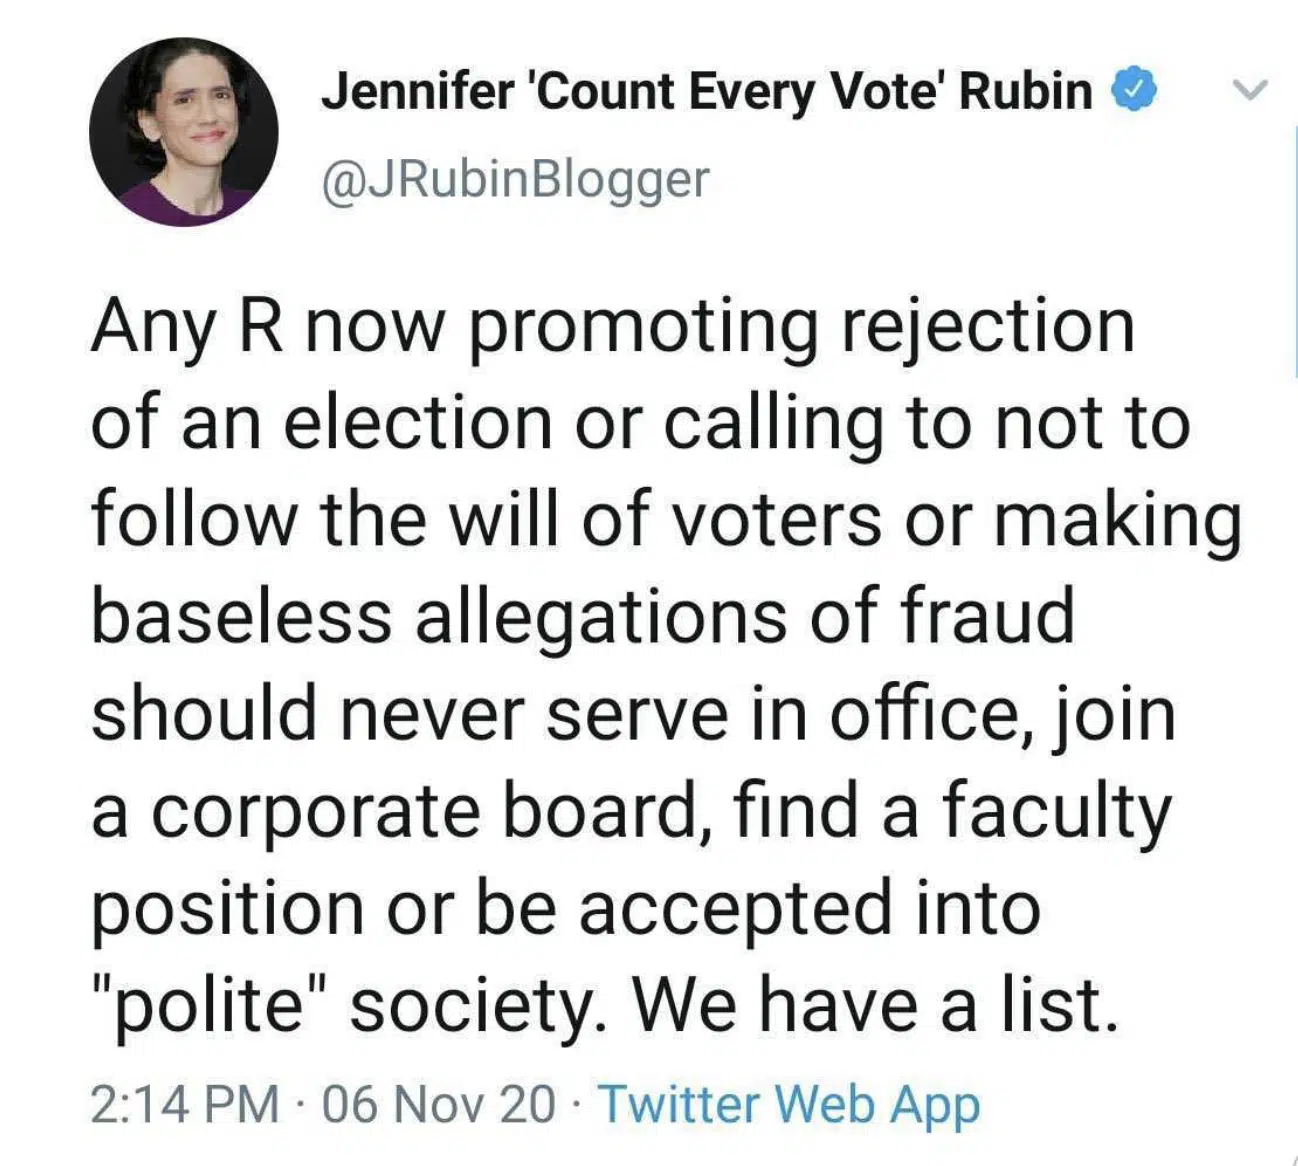 Jennifer 'Count Every Vote' Rubin
@JRubinBlogger
Any R now promoting rejection
of an election or calling to not to
follow the will of voters or making
baseless allegations of fraud
should never serve in office, join
a corporate board, find a faculty
position or be accepted into
"polite" society. We have a list.
2:14 PM · 06 Nov 20 · Twitter Web App